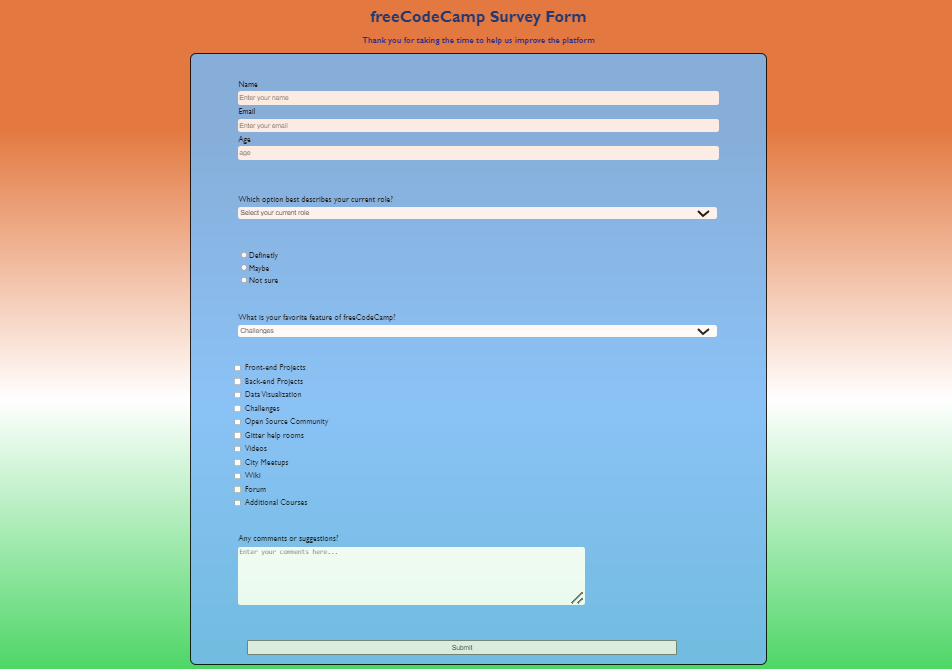 freeCodeCamp Survey Form
Thank you for taking the time to help us improve the platform
Name
Enter your name
Email
Enter your email
Age
age
Which option best describes your current role?
Select your current role
Definetly
Maybe
Not sure
What is your favorite feature of freeCodeCamp?
Challenges
Front-end Projects
Back-end Projects
Data Visualization
Challenges
Open Source Community
Gitter help rooms
Videos
City Meetups
Wiki
Forum
Additional Courses
Any comments or suggestions?
Enter your comments here...
Submit